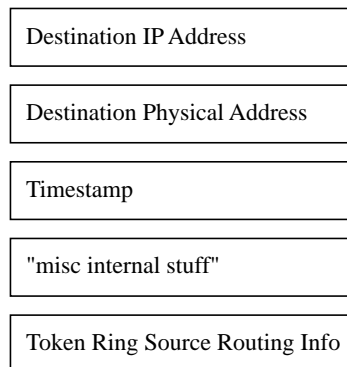 Destination IP Address
Destination Physical Address
Timestamp
"misc internal stuff"
Token Ring Source Routing Info